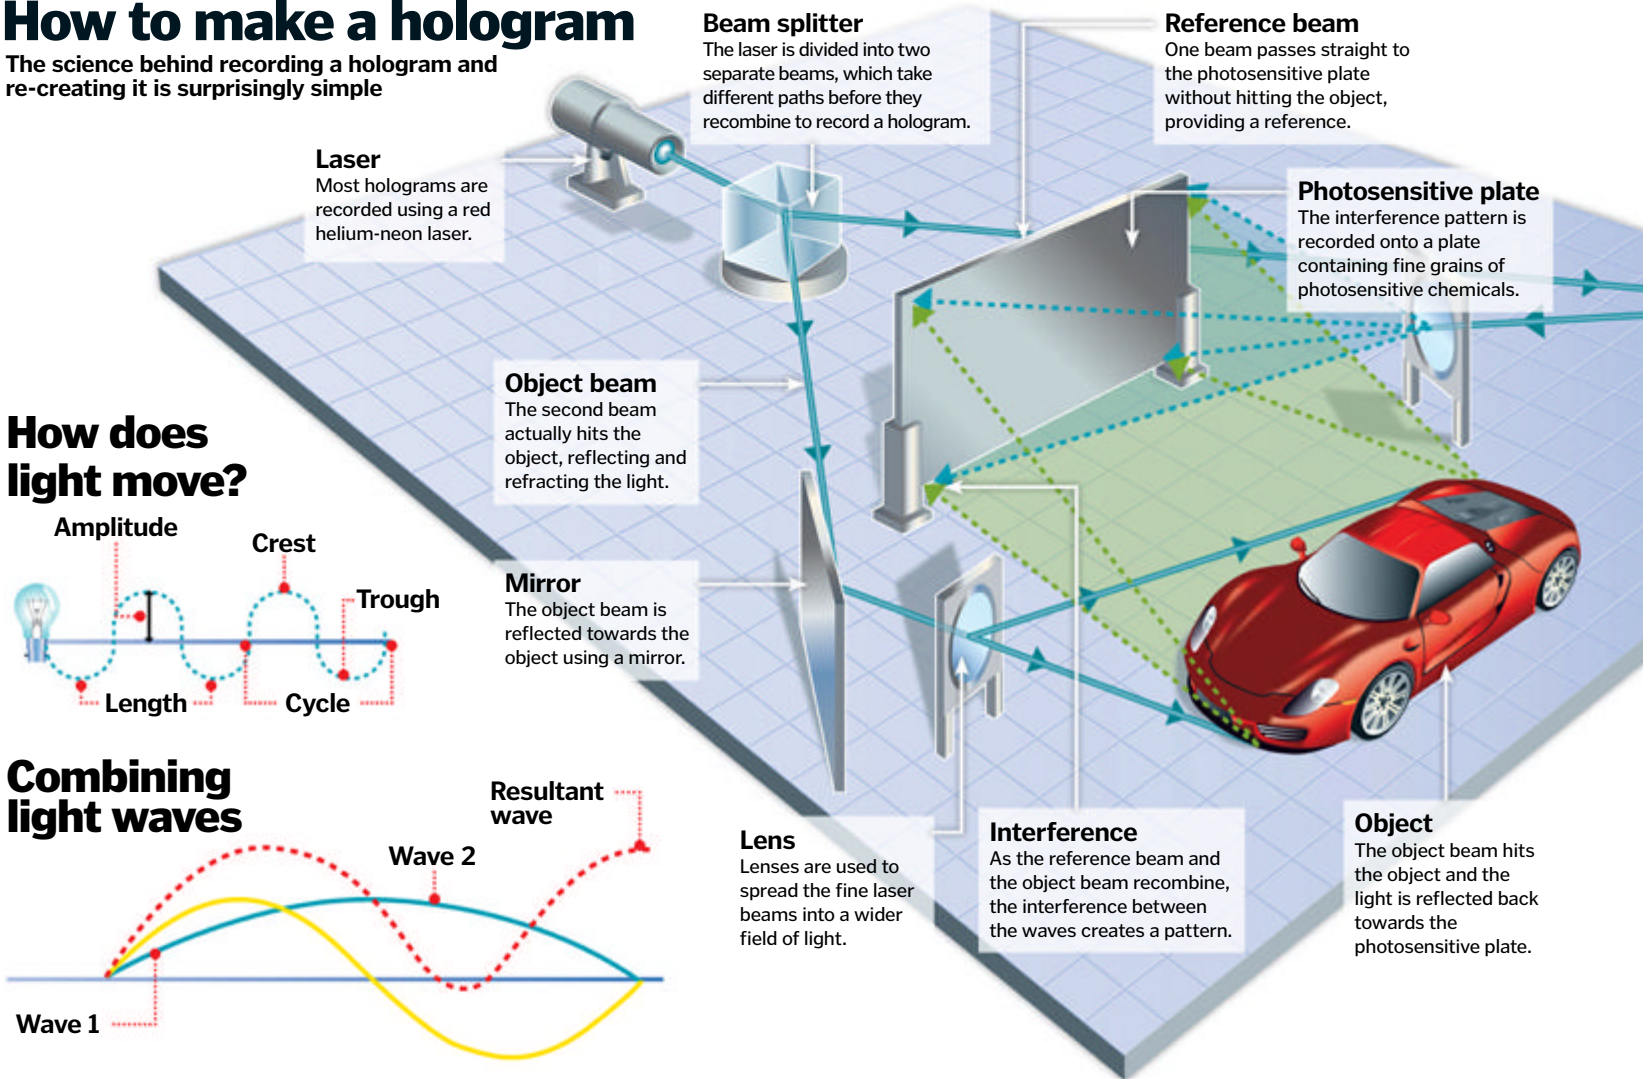 How to make a hologram
The science behind recording a hologram and
re-creating it is surprisingly simple
Laser
Most holograms are
recorded using a red
helium-neon laser.
Beam splitter
The laser is divided into two
separate beams, which take
different paths before they
recombine to record a hologram.
Reference beam
One beam passes straight to
the photosensitive plate
without hitting the object,
providing a reference.
Photosensitive plate
The interference pattern is
recorded onto a plate
containing fine grains of
photosensitive chemicals.
Object beam
The second beam
actually hits the
object, reflecting and
refracting the light.
Mirror
The object beam is
reflected towards the
object using a mirror.
Lens
Lenses are used to
spread the fine laser
beams into a wider
field of light.
Interference
As the reference beam and
the object beam recombine,
the interference between
the waves creates a pattern.
Object
The object beam hits
the object and the
light is reflected back
towards the
photosensitive plate.
How does
light move?
Amplitude
Crest
Trough
Length
Cycle
Combining
light waves
Resultant
wave
Wave 2
Wave 1